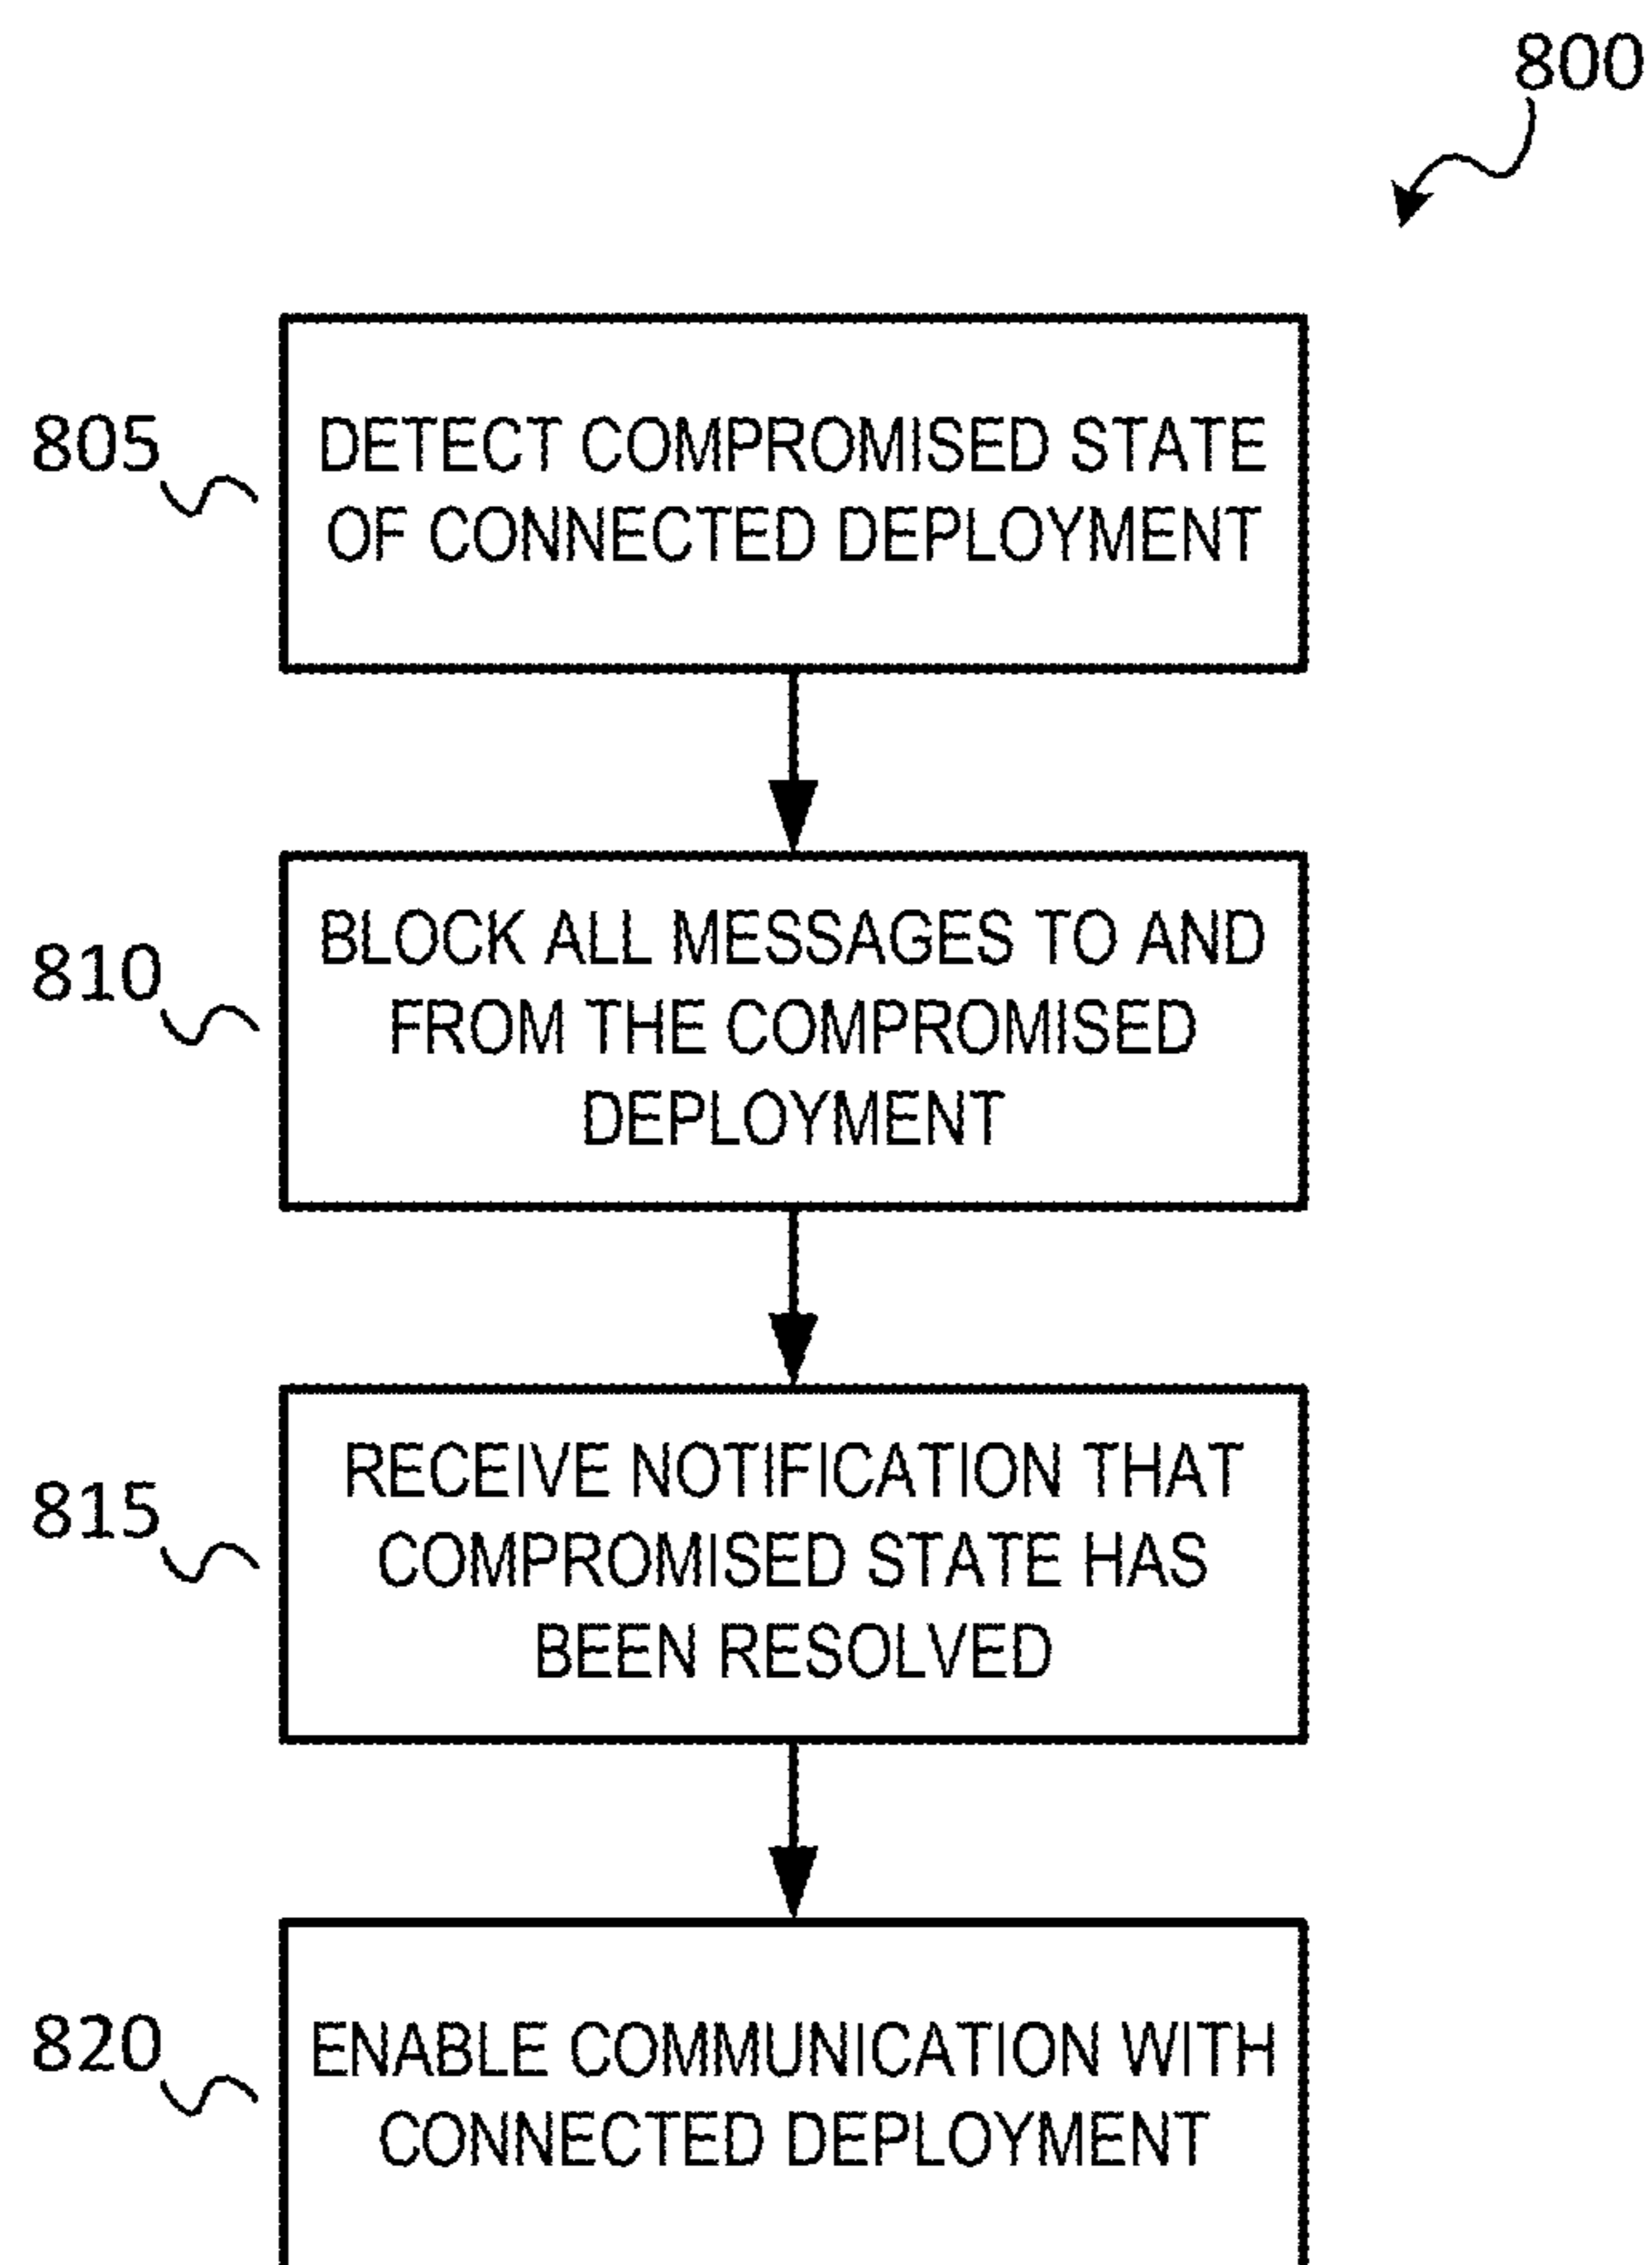 800
805
DETECT COMPROMISED STATE
OF CONNECTED DEPLOYMENT
810
BLOCK ALL MESSAGES TO AND
FROM THE COMPROMISED
DEPLOYMENT
815
RECEIVE NOTIFICATION THAT
COMPROMISED STATE HAS
BEEN RESOLVED
820
ENABLE COMMUNICATION WITH
CONNECTED DEPLOYMENT